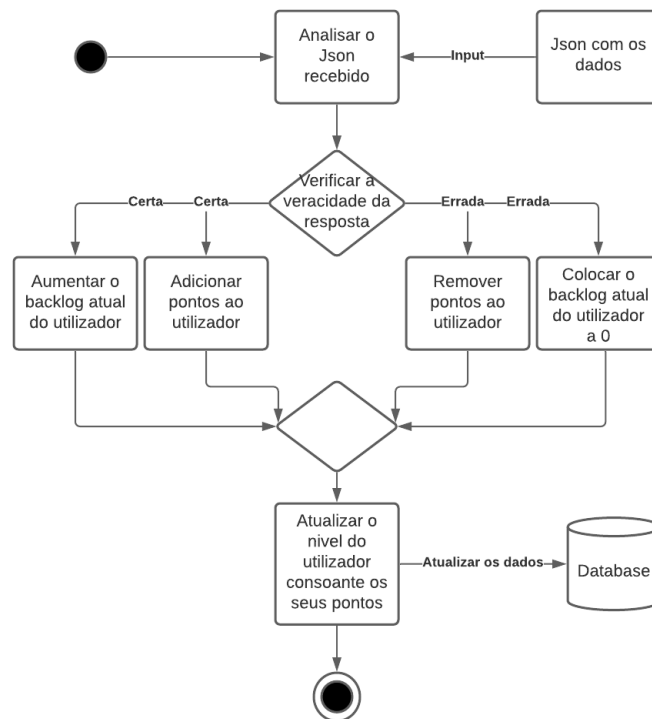 Analisar o
Json
recebido
Input
Json com os
dados
Verificar a
veracidade da
resposta
Certa
Certa
Errada
Errada
Aumentar o
backlog atual
do utilizador
Adicionar
pontos ao
utilizador
Remover
pontos ao
utilizador
Colocar o
backlog atual
do utilizador
a 0
Atualizar o
nivel do
utilizador
consoante os
seus pontos
Atualizar os dados
Database